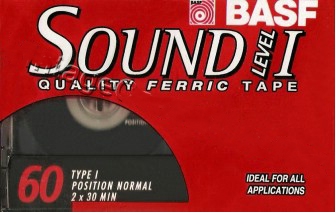 BASF
SOUND LEVEL I
QUALITY FERRIC TAPE
60
TYPE I
POSITION NORMAL
2 x 30 MIN
IDEAL FOR ALL
APPLICATIONS